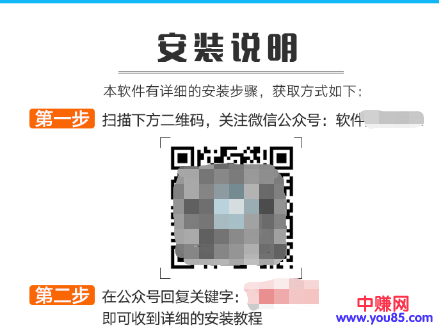 安装说明
本软件有详细的安装步骤，获取方式如下：
第一步 扫描下方二维码，关注微信公众号：软件
第二步 在公众号回复关键字：
即可收到详细的安装教程
中赚网
www.you85.com